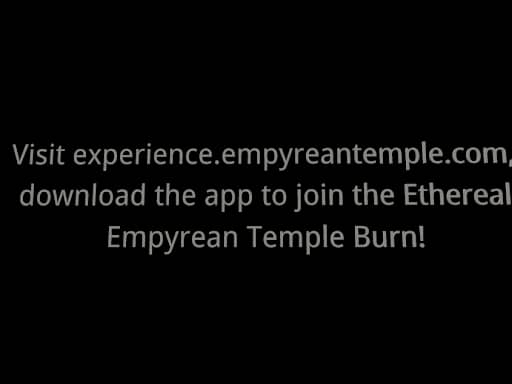 Visit experience.empyreantemple.com,
download the app to join the Ethereal
Empyrean Temple Burn!